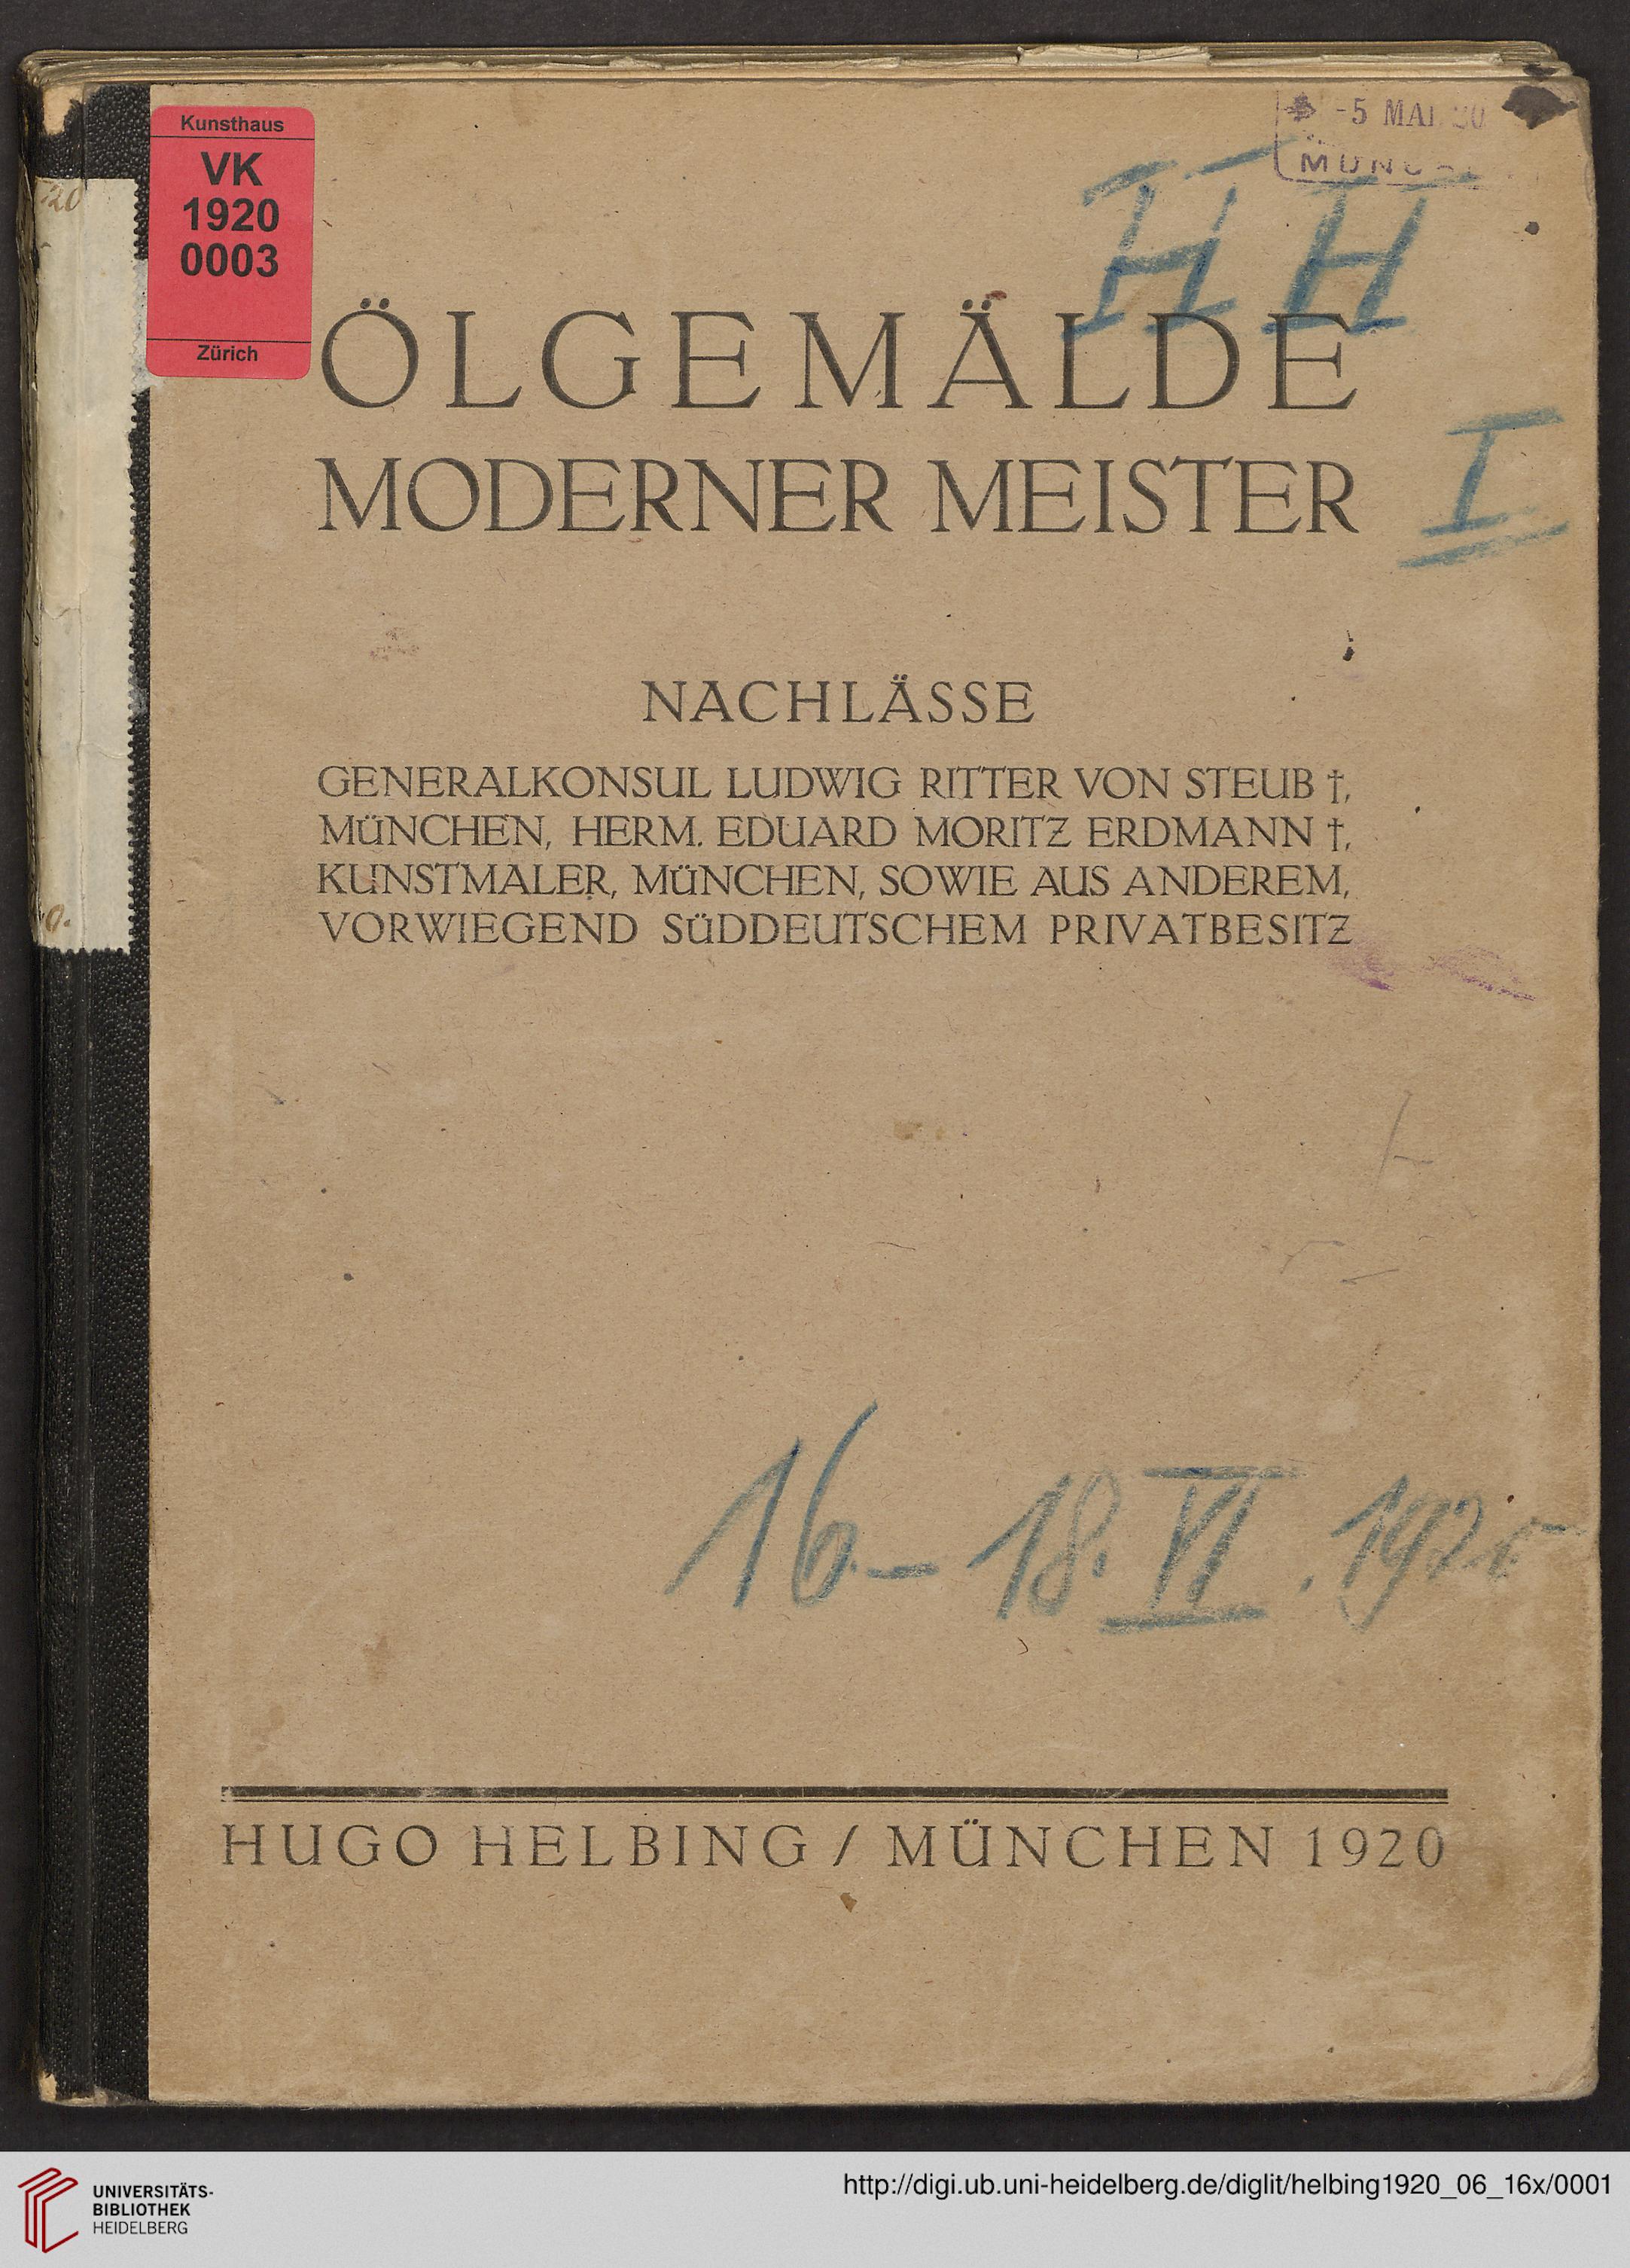 Kunsthaus
VK
1920
0003
Zürich
-5 MAI
H H
ÖLGEMÄLDE
MODERNER MEISTER
I
NACHLÄSSE
GENERALKONSUL LUDWIG RITTER VON STEUB †,
MÜNCHEN, HERM. EDUARD MORITZ ERDMANN †,
KUNSTMALER, MÜNCHEN, SOWIE AUS ANDEREM,
VORWIEGEND SÜDDEUTSCHEM PRIVATBESITZ
16.-18. VI. 1920
HUGO HELBING / MÜNCHEN 1920
UNIVERSITÄTS-
BIBLIOTHEK
HEIDELBERG
http://digi.ub.uni-heidelberg.de/diglit/helbing1920_06_16x/0001